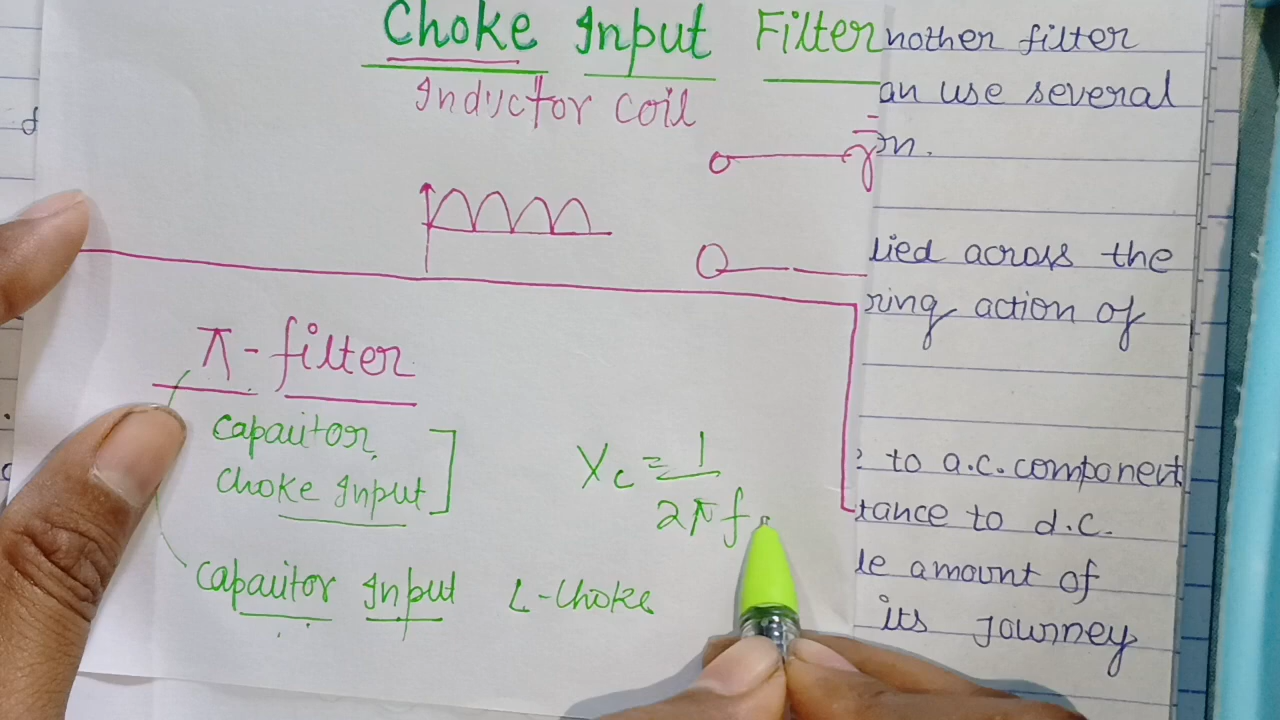 Choke Input Filter
Inductor coil
π-filter
Capacitor,
Choke Input]
Capacitor Input L-Choke
Xc = 1
2πf
nother filter
an use several
on.
lied across the
ring action of
to a.c. component
tance to d.c.
le amount of
its journey